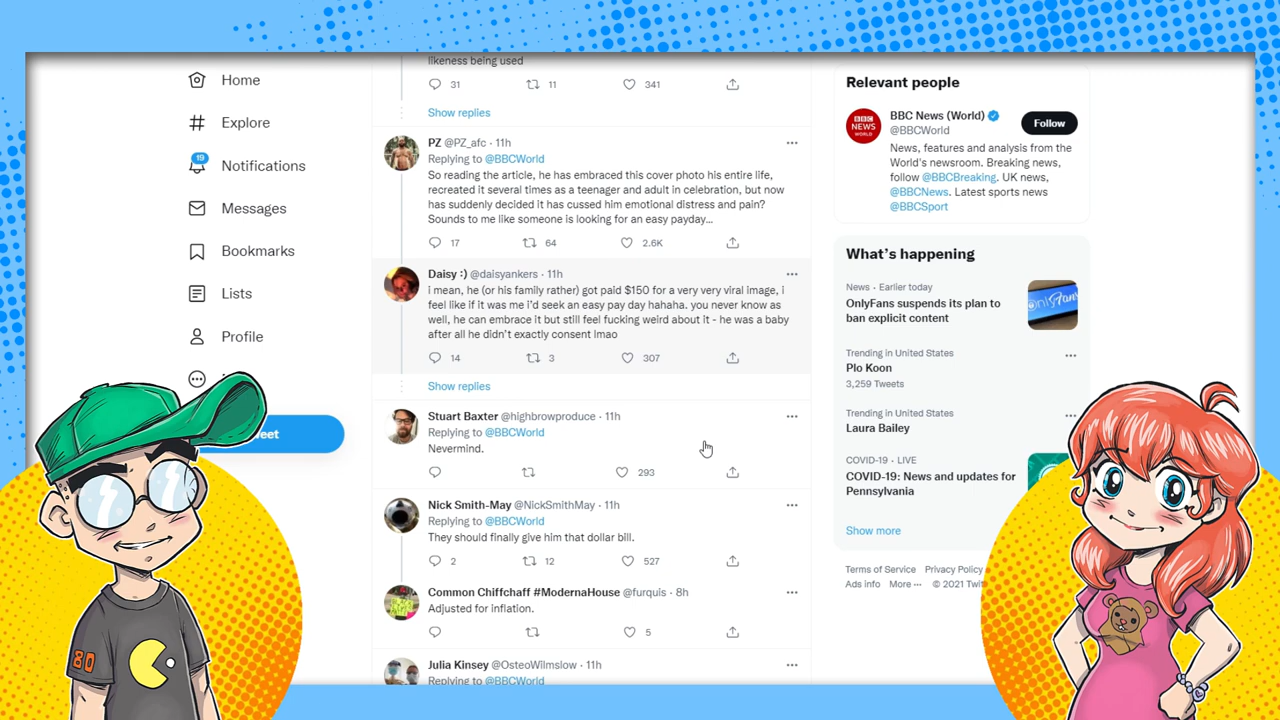 Home
Explore
19
Notifications
Messages
Bookmarks
Lists
Profile
eet
likeness being used
31 11 341
Show replies
PZ @PZ_afc · 11h
Replying to @BBCWorld
So reading the article, he has embraced this cover photo his entire life,
recreated it several times as a teenager and adult in celebration, but now
has suddenly decided it has cussed him emotional distress and pain?
Sounds to me like someone is looking for an easy payday...
17 64 2.6K
Daisy :) @daisyankers · 11h
i mean, he (or his family rather) got paid $150 for a very very viral image, i
feel like if it was me i'd seek an easy pay day hahaha. you never know as
well, he can embrace it but still feel fucking weird about it - he was a baby
after all he didn't exactly consent lmao
14 3 307
Show replies
Stuart Baxter @highbrowproduce · 11h
Replying to @BBCWorld
Nevermind.
293
Nick Smith-May @NickSmithMay · 11h
Replying to @BBCWorld
They should finally give him that dollar bill.
2 12 527
Common Chiffchaff #ModernaHouse @furquis · 8h
Adjusted for inflation.
5
Julia Kinsey @OsteoWilmslow · 11h
Replying to @BBCWorld
Relevant people
BBC
NEWS
WORLD
BBC News (World)
@BBCWorld
Follow
News, features and analysis from the
World's newsroom. Breaking news,
follow @BBCBreaking. UK news,
@BBCNews. Latest sports news
@BBCSport
What's happening
News · Earlier today
OnlyFans suspends its plan to
ban explicit content
Trending in United States
Plo Koon
3,259 Tweets
Trending in United States
Laura Bailey
COVID-19 · LIVE
COVID-19: News and updates for
Pennsylvania
Show more
Terms of Service Privacy Policy
Ads info More ··· © 2021 Twit
80